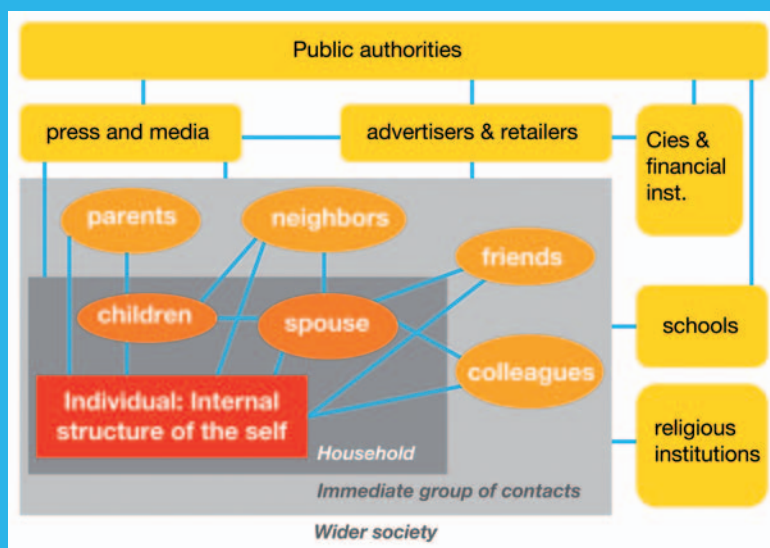 Public authorities
press and media
advertisers & retailers
Cies &
financial
inst.
parents
neighbors
friends
children
spouse
schools
colleagues
Individual: Internal
structure of the self
religious
institutions
Household
Immediate group of contacts
Wider society